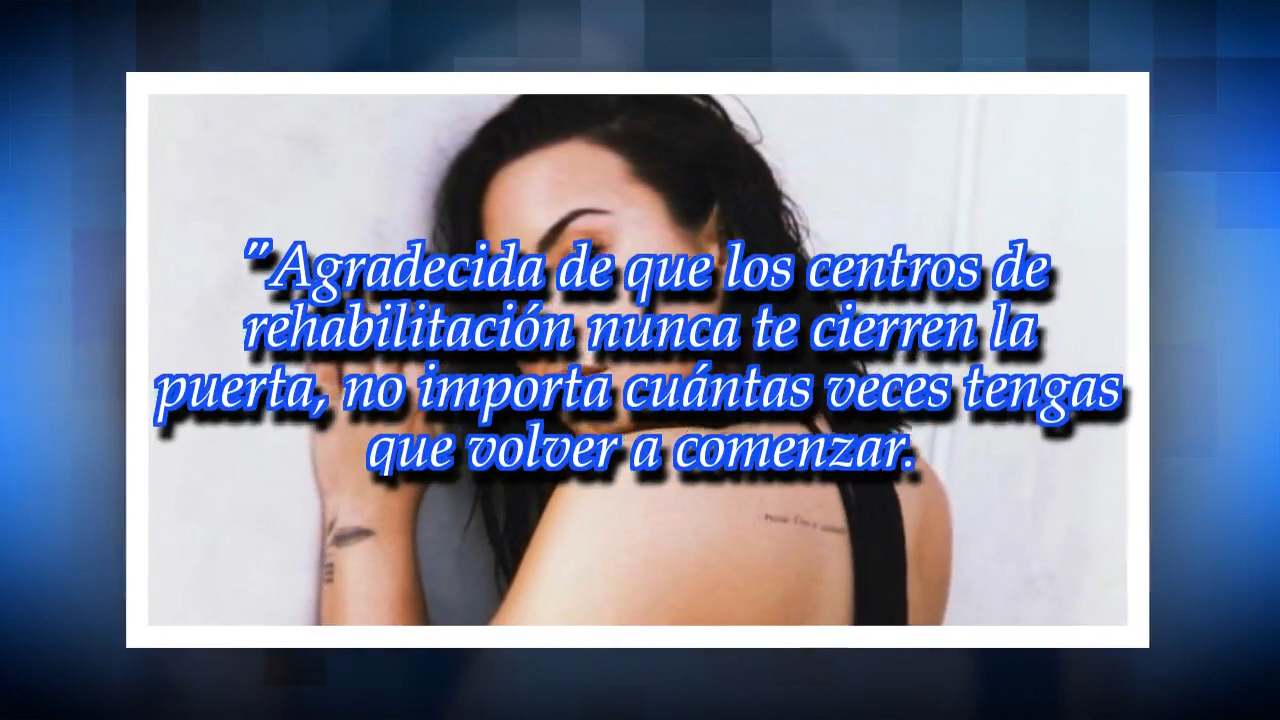 "Agradecida de que los centros de
rehabilitación nunca te cierren la
puerta, no importa cuántas veces tengas
que volver a comenzar.